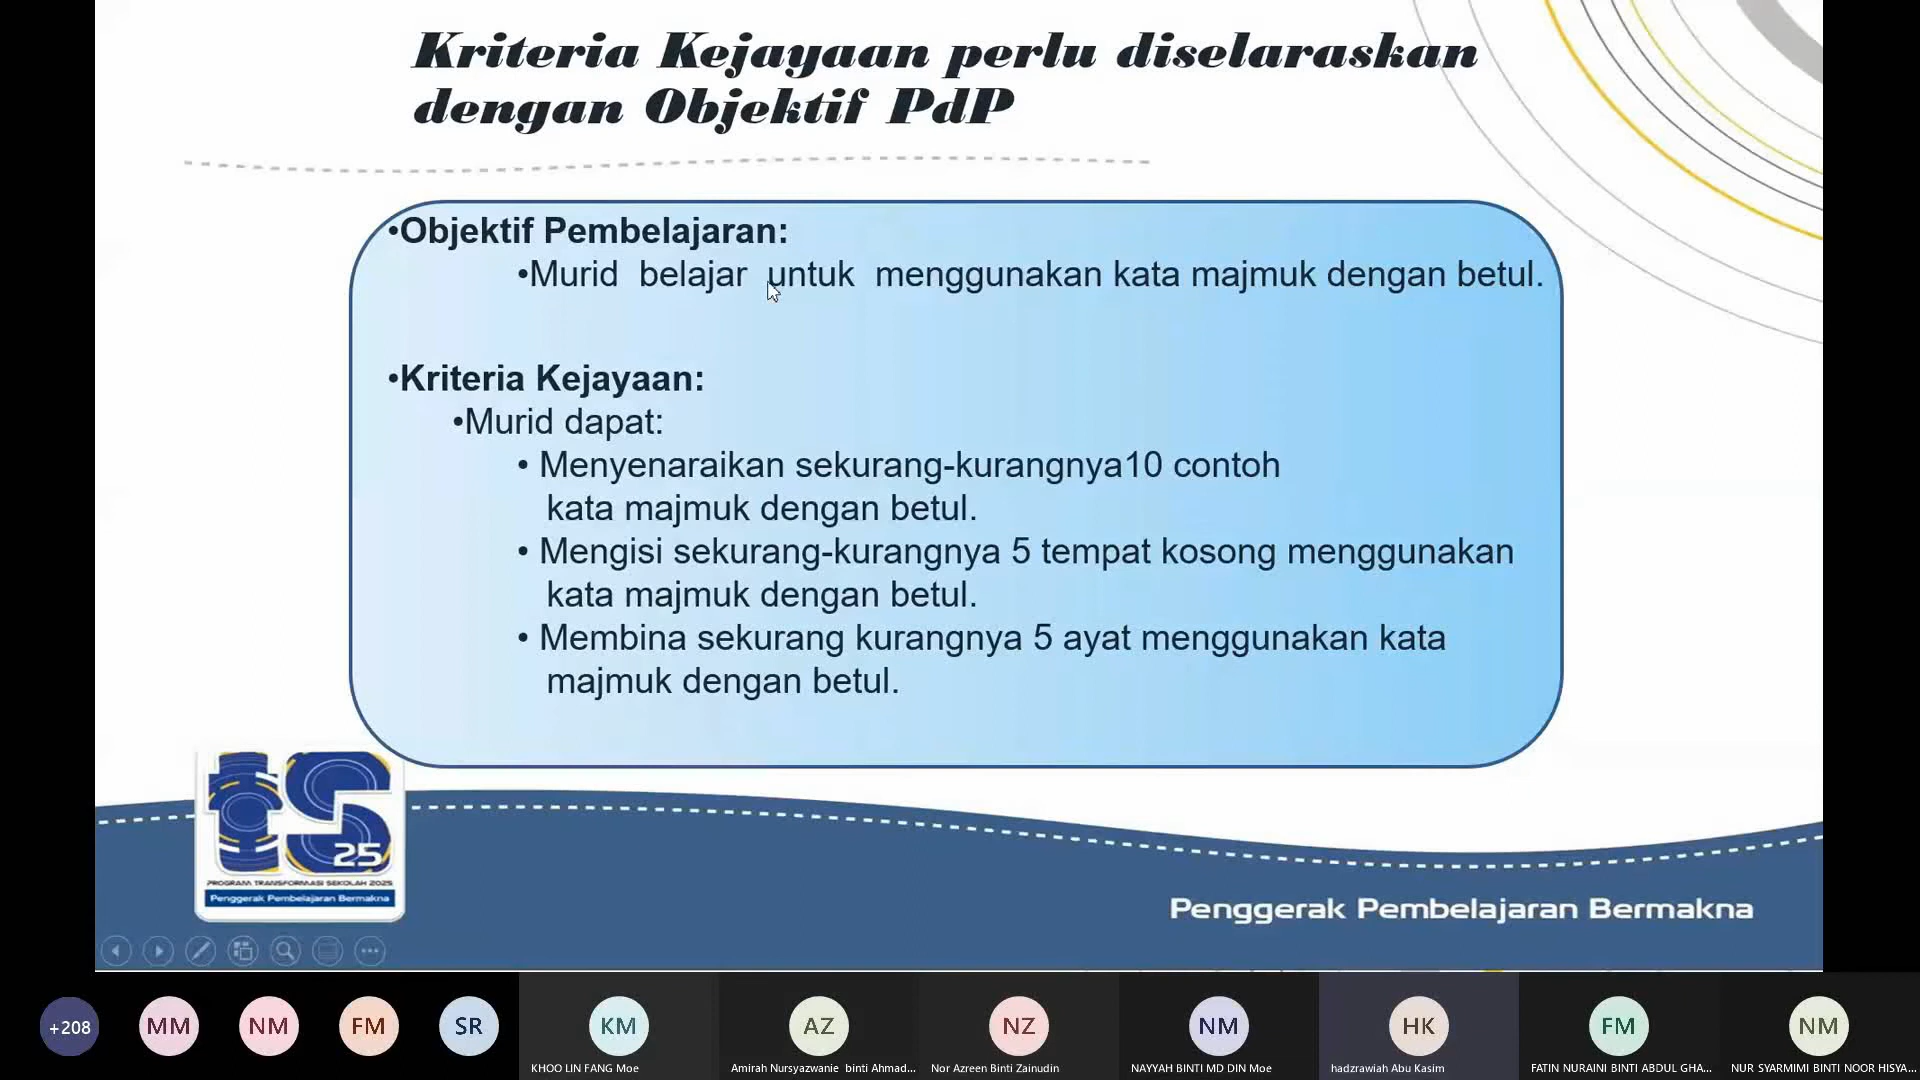 Kriteria Kejayaan perlu diselaraskan
dengan Objektif PdP
•Objektif Pembelajaran:
•Murid belajar untuk menggunakan kata majmuk dengan betul.
•Kriteria Kejayaan:
•Murid dapat:
• Menyenaraikan sekurang-kurangnya10 contoh
kata majmuk dengan betul.
• Mengisi sekurang-kurangnya 5 tempat kosong menggunakan
kata majmuk dengan betul.
• Membina sekurang kurangnya 5 ayat menggunakan kata
majmuk dengan betul.
tS
25
PROGRAM TRANSFORMASI SEKOLAH 2025
Penggerak Pembelajaran Bermakna
Penggerak Pembelajaran Bermakna
+208
MM
NM
FM
SR
KM
AZ
NZ
NM
HK
FM
NM
KHOO LIN FANG Moe
Amirah Nursyazwanie binti Ahmad...
Nor Azreen Binti Zainudin
NAYYAH BINTI MD DIN Moe
hadzrawiah Abu Kasim
FATIN NURAINI BINTI ABDUL GHA...
NUR SYARMIMI BINTI NOOR HISYA...